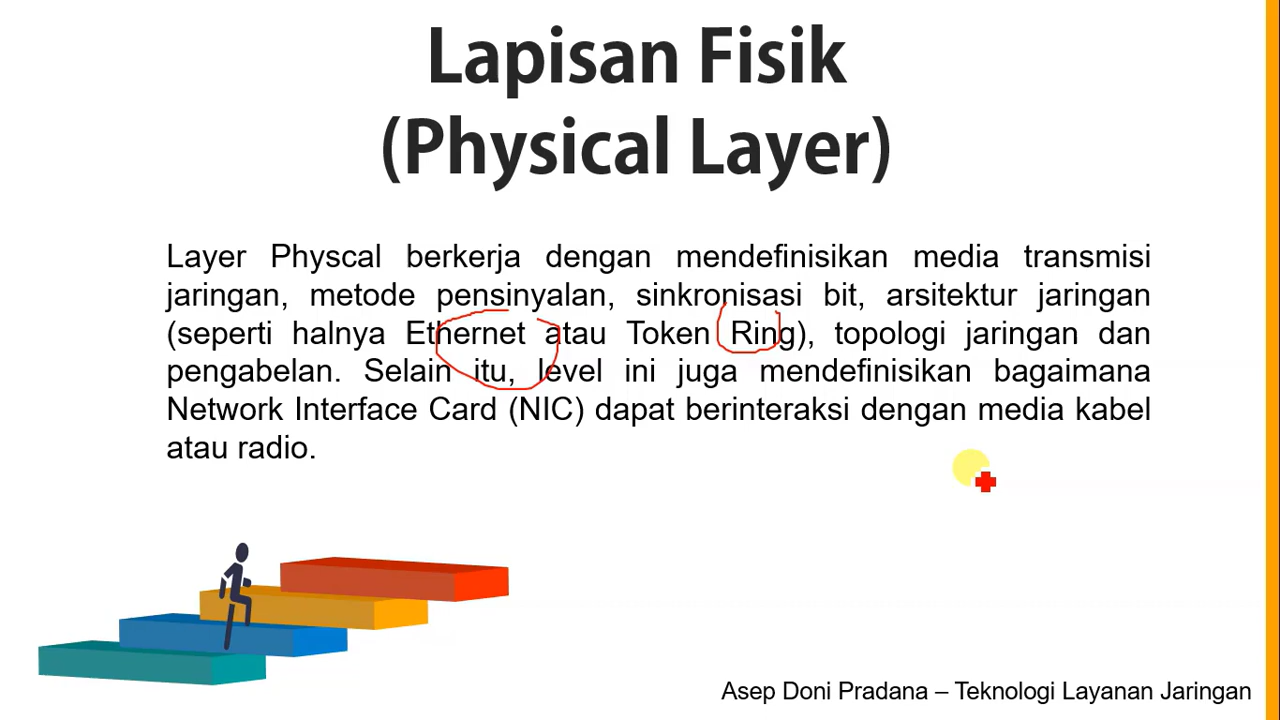 Lapisan Fisik
(Physical Layer)
Layer Physcal berkerja dengan mendefinisikan media transmisi
jaringan, metode pensinyalan, sinkronisasi bit, arsitektur jaringan
(seperti halnya Ethernet atau Token Ring), topologi jaringan dan
pengabelan. Selain itu, level ini juga mendefinisikan bagaimana
Network Interface Card (NIC) dapat berinteraksi dengan media kabel
atau radio.
Asep Doni Pradana – Teknologi Layanan Jaringan